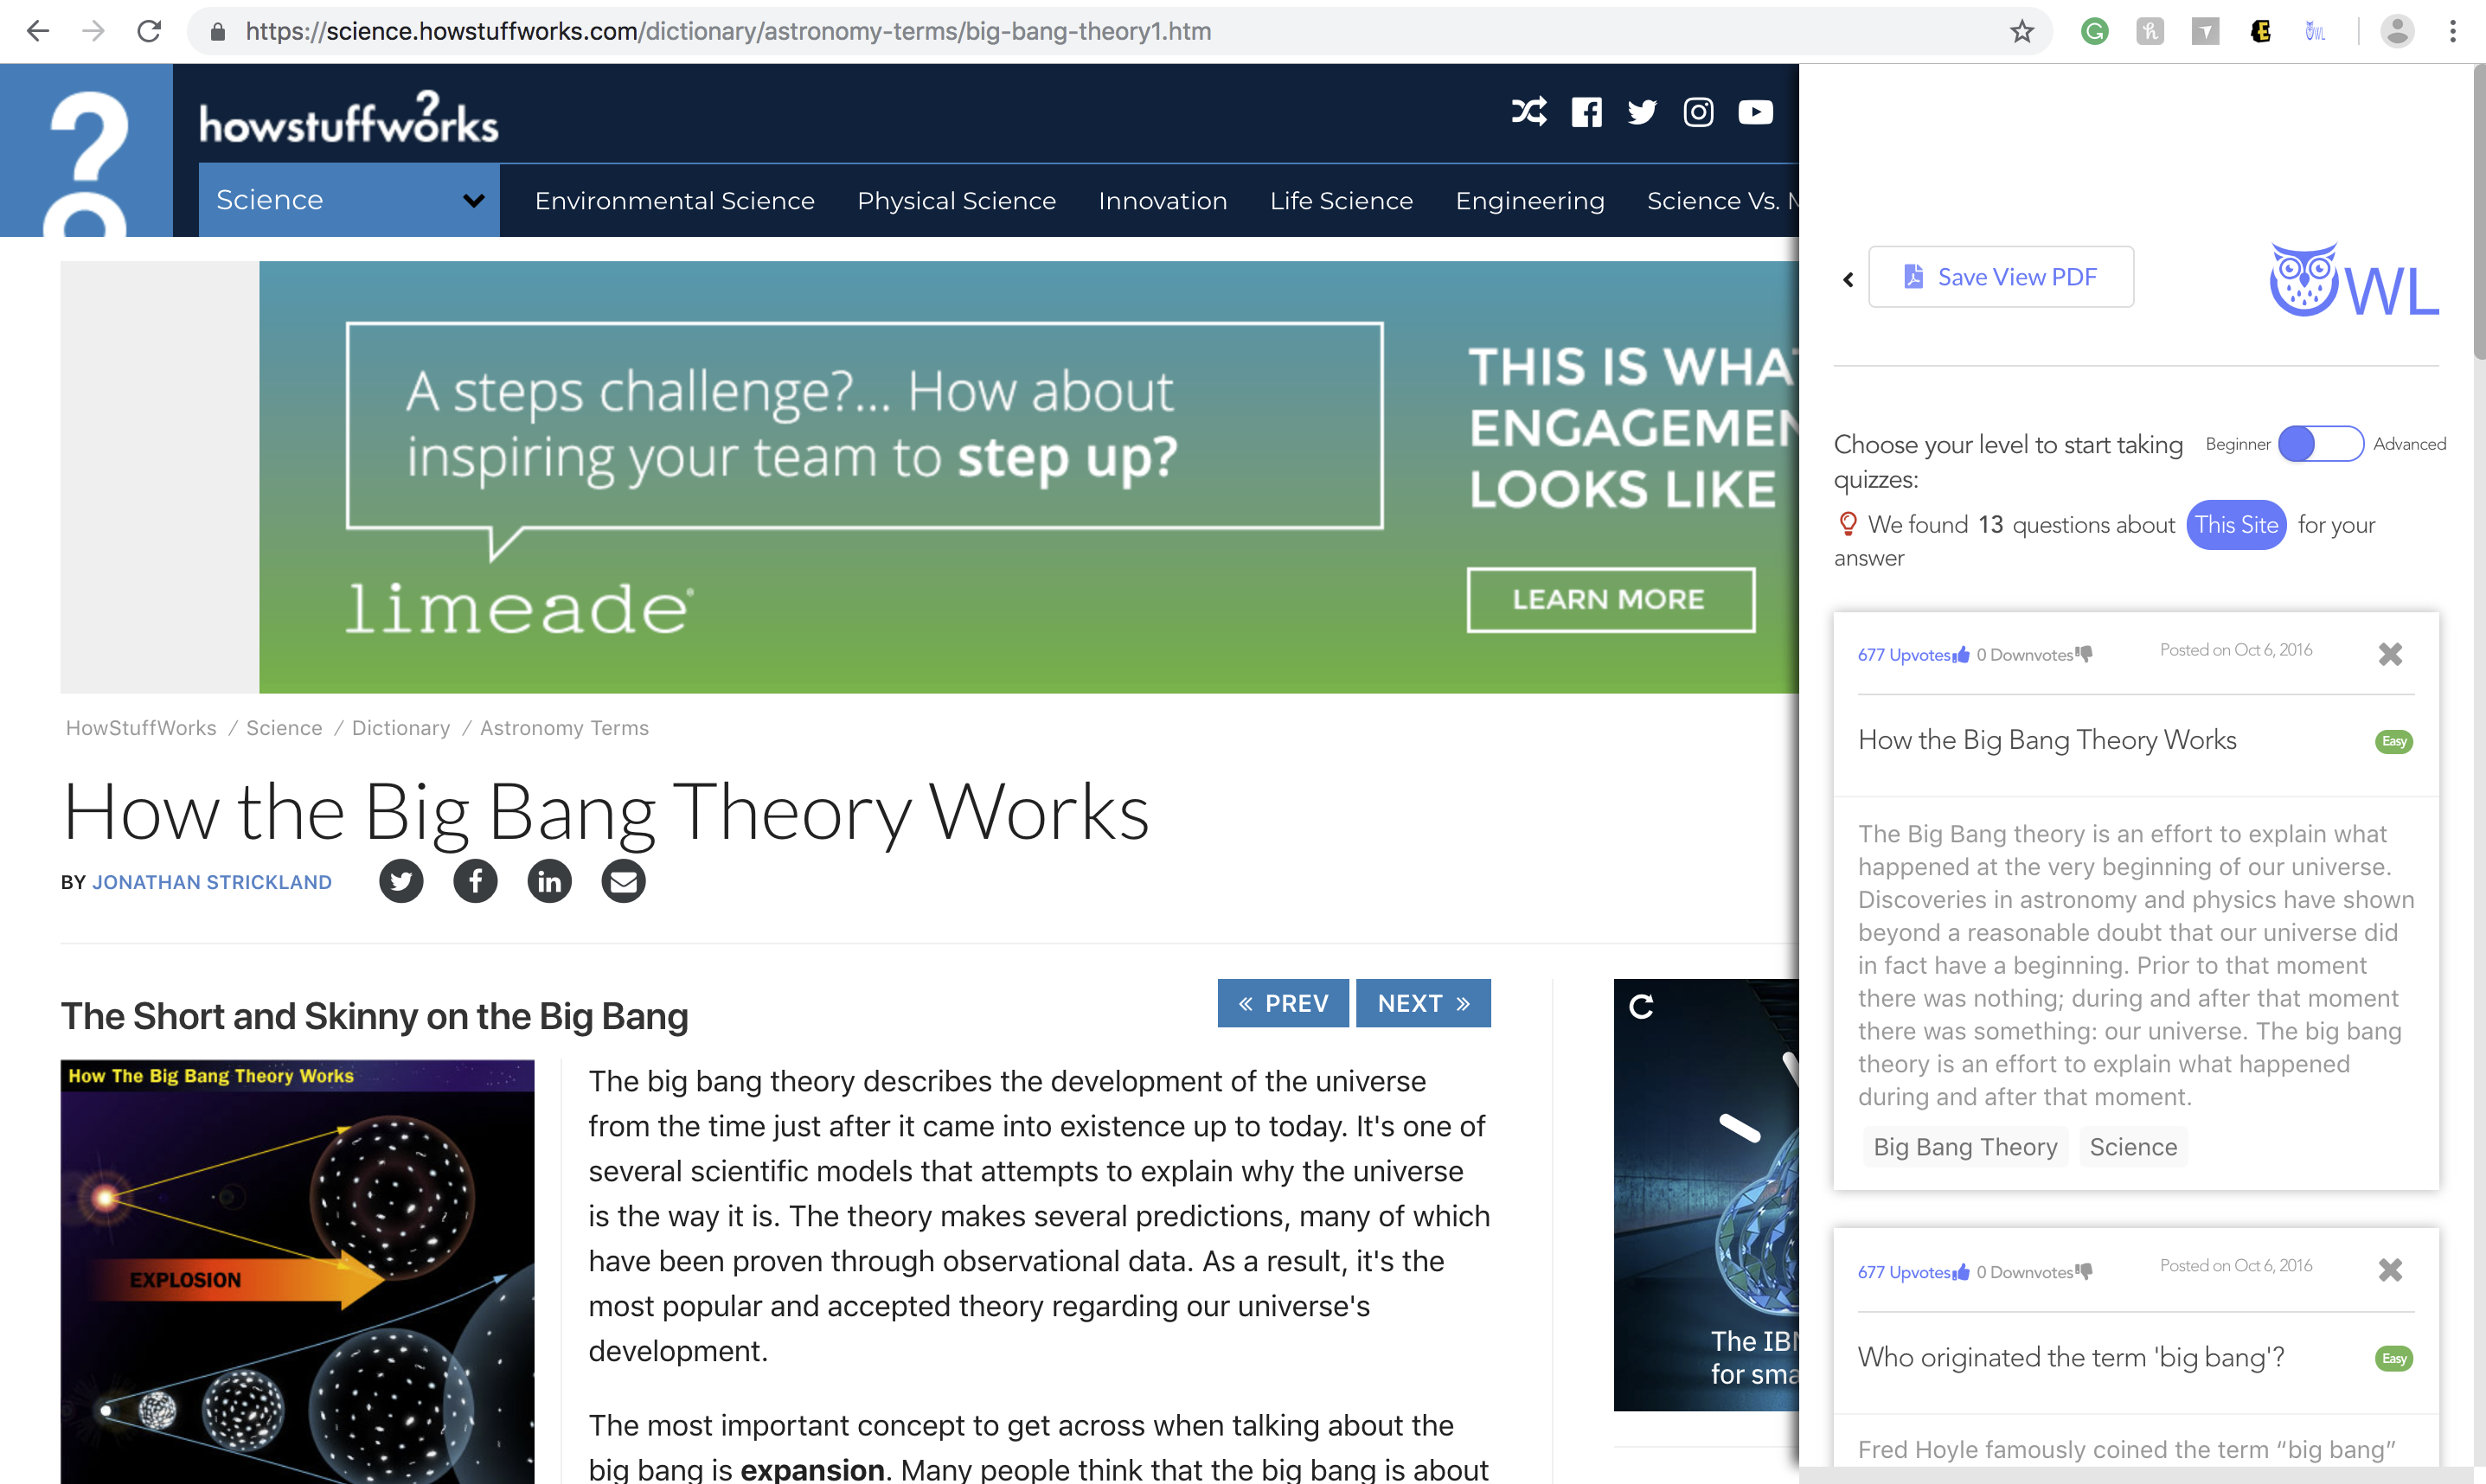 https://science.howstuffworks.com/dictionary/astronomy-terms/big-bang-theory1.htm
howstuffworks
Science
Environmental Science
Physical Science
Innovation
Life Science
Engineering
Science Vs.
A steps challenge?... How about
inspiring your team to step up?
limeade
THIS IS
LOOKS LIKE
LEARN MORE
HowStuffWorks / Science / Dictionary / Astronomy Terms
How the Big Bang Theory Works
BY JONATHAN STRICKLAND
The Short and Skinny on the Big Bang
« PREV
NEXT »
How The Big Bang Theory Works
EXPLOSION
The big bang theory describes the development of the universe
from the time just after it came into existence up to today. It's one of
several scientific models that attempts to explain why the universe
is the way it is. The theory makes several predictions, many of which
have been proven through observational data. As a result, it's the
most popular and accepted theory regarding our universe's
development.
The most important concept to get across when talking about the
big bang is expansion. Many people think that the big bang is about
The
for
Save View PDF
OWL
Choose your level to start taking
quizzes:
Beginner
Advanced
We found 13 questions about This Site for your
answer
677 Upvotes 0 Downvotes
Posted on Oct 6, 2016
How the Big Bang Theory Works
Easy
The Big Bang theory is an effort to explain what
happened at the very beginning of our universe.
Discoveries in astronomy and physics have shown
beyond a reasonable doubt that our universe did
in fact have a beginning. Prior to that moment
there was nothing; during and after that moment
there was something: our universe. The big bang
theory is an effort to explain what happened
during and after that moment.
Big Bang Theory
Science
677 Upvotes 0 Downvotes
Posted on Oct 6, 2016
Who originated the term 'big bang'?
Easy
Fred Hoyle famously coined the term “big bang”